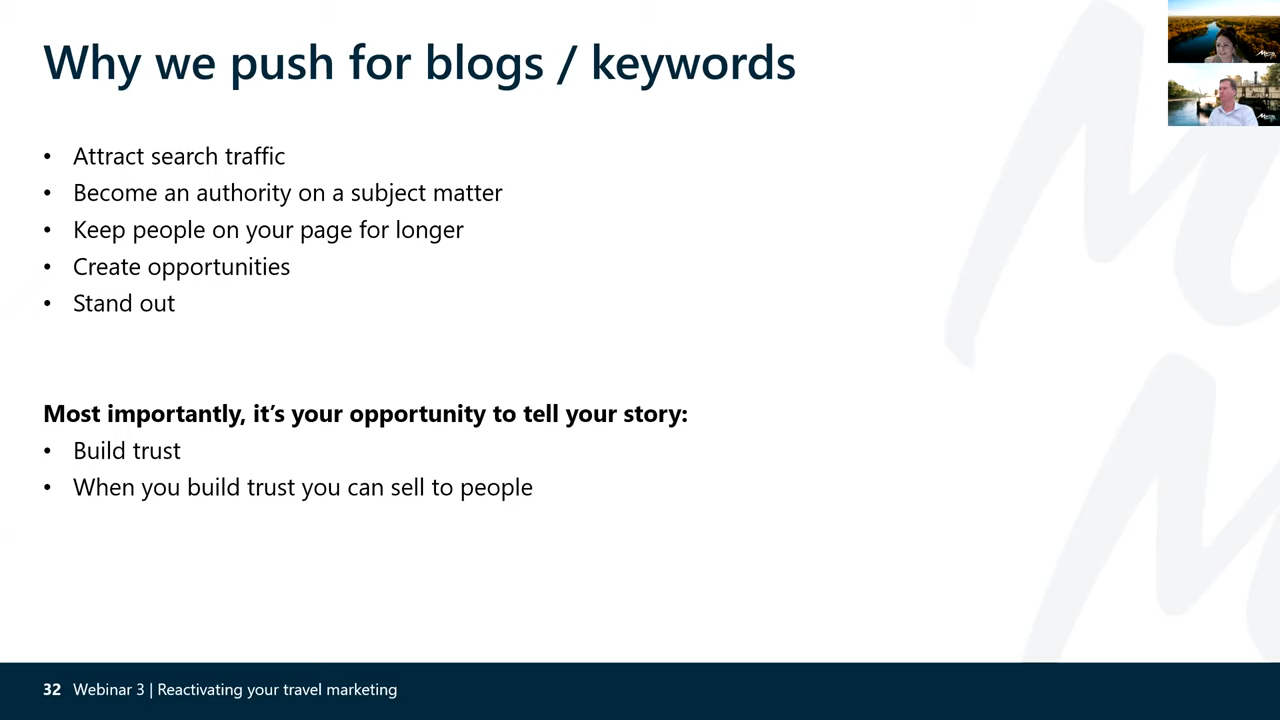 Why we push for blogs / keywords
• Attract search traffic
• Become an authority on a subject matter
• Keep people on your page for longer
• Create opportunities
• Stand out
Most importantly, it's your opportunity to tell your story:
• Build trust
• When you build trust you can sell to people
32 Webinar 3 | Reactivating your travel marketing